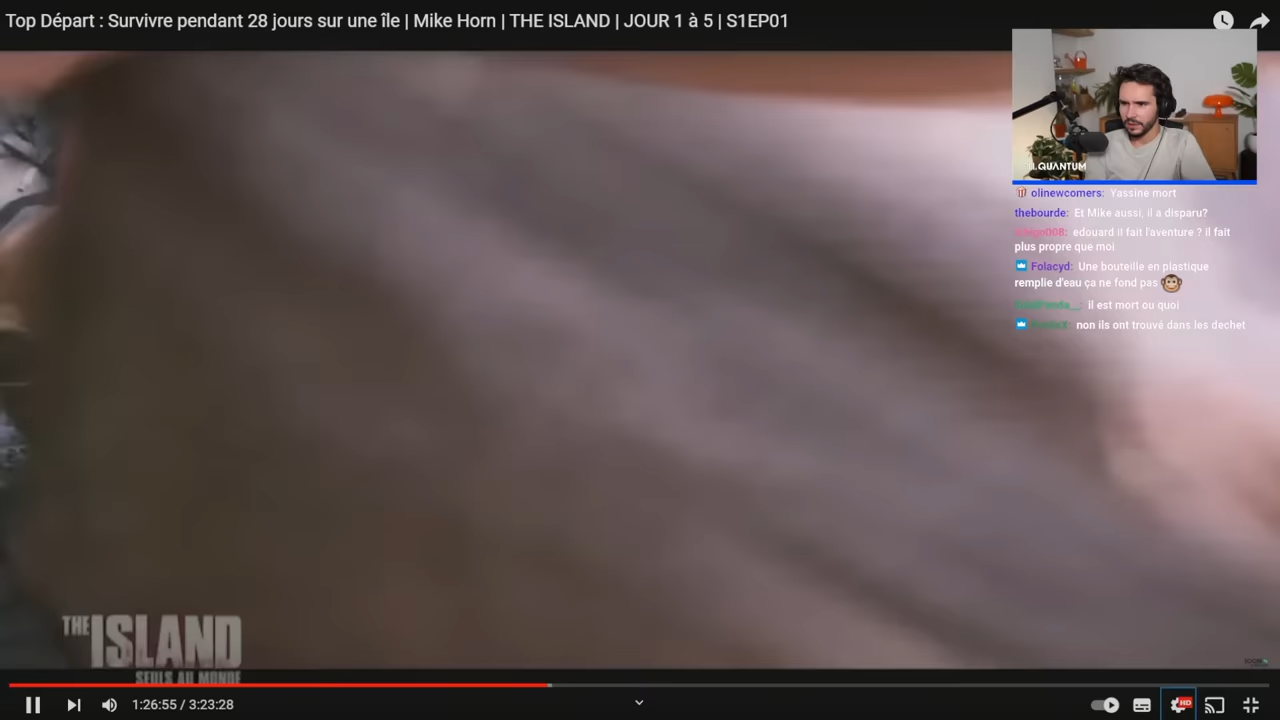 Top Départ : Survivre pendant 28 jours sur une île | Mike Horn | THE ISLAND | JOUR 1 à 5 | S1EP01
.QUANTUM
olinewcomers: Yassine mort
thebourde: Et Mike aussi, il a disparu?
edouard il fait l'aventure ? il fait
plus propre que moi
Folacyd: Une bouteille en plastique
remplie d'eau ça ne fond pas
il est mort ou quoi
non ils ont trouvé dans les dechet
THE ISLAND
SEULS AU MONDE
1:26:55 / 3:23:28
HD